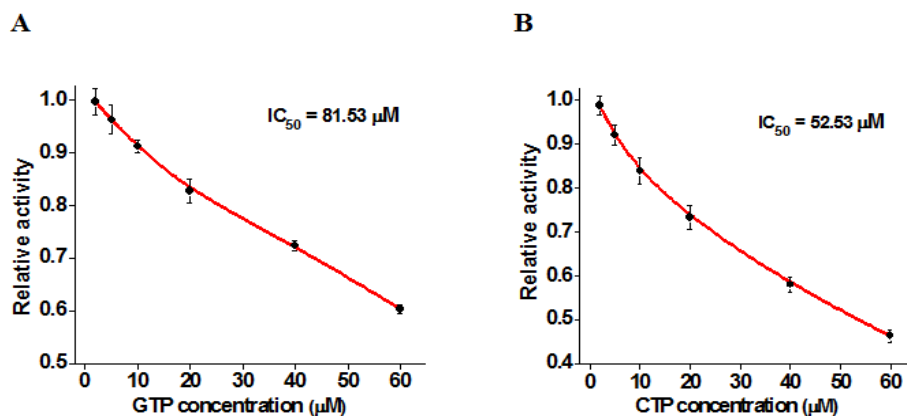 A
B
IC50 = 81.53 μM
IC50 = 52.53 μM
Relative activity
1.0
0.9
0.8
0.7
0.6
0.5
0 10 20 30 40 50 60
GTP concentration (μM)
Relative activity
1.0
0.9
0.8
0.7
0.6
0.5
0.4
0 10 20 30 40 50 60
CTP concentration (μM)